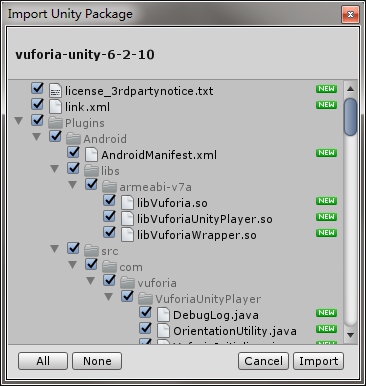 Import Unity Package
vuforia-unity-6-2-10
license_3rdpartynotice.txt NEW
link.xml NEW
Plugins
Android
AndroidManifest.xml NEW
libs
armeabi-v7a
libVuforia.so NEW
libVuforiaUnityPlayer.so NEW
libVuforiaWrapper.so NEW
src
com
vuforia
VuforiaUnityPlayer
DebugLog.java NEW
OrientationUtility.java NEW
All None Cancel Import